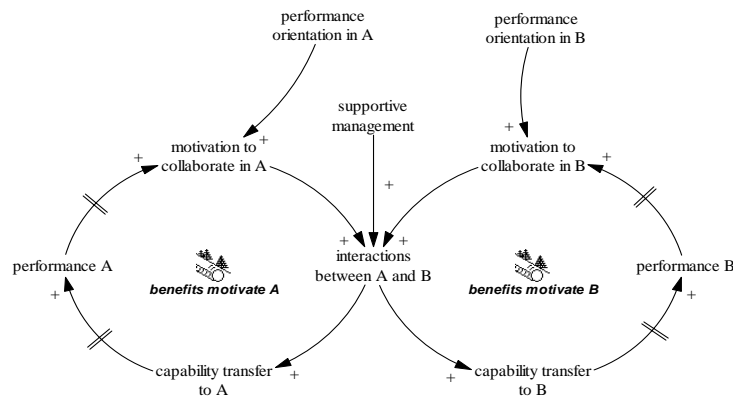 performance
orientation in A
performance
orientation in B
supportive
management
+
+
+
+
motivation to
collaborate in A
motivation to
collaborate in B
+
+
+
+
performance A
interactions
between A and B
performance B
benefits motivate A
benefits motivate B
+
+
capability transfer
to A
+
+
capability transfer
to B